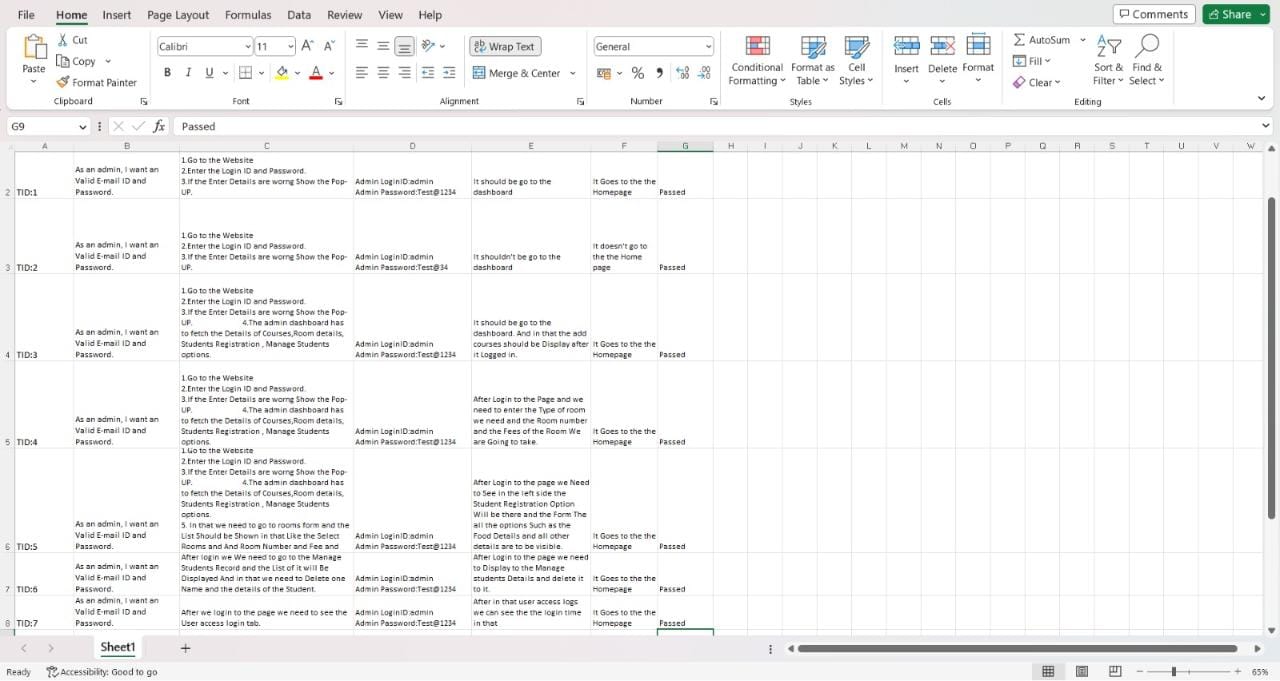 File Home Insert Page Layout Formulas Data Review View Help Comments Share
Cut
Copy
Format Painter
Paste
Clipboard
Calibri 11 A^ A˅
B I U A
Font
Wrap Text
Merge & Center
Alignment
General
% ,
Number
Conditional Formatting
Format as Table
Cell Styles
Styles
Insert Delete Format
Cells
AutoSum
Fill
Clear
Sort & Filter
Find & Select
Editing
G9 fx Passed
A B C D E F G H I J K L M N O P Q R S T U V W
2 TID:1
As an admin, I want an
Valid E-mail ID and
Password.
1.Go to the Website
2.Enter the Login ID and Password.
3.If the Enter Details are worng Show the Pop-
UP.
Admin LoginID:admin
Admin Password:Test@1234
It should be go to the
dashboard
It Goes to the the
Homepage
Passed
3 TID:2
As an admin, I want an
Valid E-mail ID and
Password.
1.Go to the Website
2.Enter the Login ID and Password.
3.If the Enter Details are worng Show the Pop-
UP.
Admin LoginID:admin
Admin Password:Test@34
It shouldn't be go to the
dashboard
It doesn't go to
the the Home
page
Passed
4 TID:3
As an admin, I want an
Valid E-mail ID and
Password.
1.Go to the Website
2.Enter the Login ID and Password.
3.If the Enter Details are worng Show the Pop-
UP. 4.The admin dashboard has
to fetch the Details of Courses,Room details,
Students Registration , Manage Students
options.
Admin LoginID:admin
Admin Password:Test@1234
It should be go to the
dashboard. And in that the add
courses should be Display after
it Logged in.
It Goes to the the
Homepage
Passed
5 TID:4
As an admin, I want an
Valid E-mail ID and
Password.
1.Go to the Website
2.Enter the Login ID and Password.
3.If the Enter Details are worng Show the Pop-
UP. 4.The admin dashboard has
to fetch the Details of Courses,Room details,
Students Registration , Manage Students
options.
Admin LoginID:admin
Admin Password:Test@1234
After Login to the Page and we
need to enter the Type of room
we need and the Room number
and the Fees of the Room We
are Going to take.
It Goes to the the
Homepage
Passed
6 TID:5
As an admin, I want an
Valid E-mail ID and
Password.
1.Go to the Website
2.Enter the Login ID and Password.
3.If the Enter Details are worng Show the Pop-
UP. 4.The admin dashboard has
to fetch the Details of Courses,Room details,
Students Registration , Manage Students
options.
5. In that we need to go to rooms form and the
List Should be Shown in that Like the Select
Rooms and And Room Number and Fee and
Admin LoginID:admin
Admin Password:Test@1234
After Login to the page we Need
to See in the left side the
Student Registration Option
Will be there and the Form The
all the options Such as the
Food Details and all other
details are to be visible.
It Goes to the the
Homepage
Passed
7 TID:6
As an admin, I want an
Valid E-mail ID and
Password.
After login we We need to go to the Manage
Students Record and the List of it will Be
Displayed And in that we need to Delete one
Name and the details of the Student.
Admin LoginID:admin
Admin Password:Test@1234
After Login to the page we need
to Display to the Manage
students Details and delete it
to it.
It Goes to the the
Homepage
Passed
8 TID:7
As an admin, I want an
Valid E-mail ID and
Password.
After we login to the page we need to see the
User access login tab.
Admin LoginID:admin
Admin Password:Test@1234
After in that user access logs
we can see the the login time
in that
It Goes to the the
Homepage
Passed
Sheet1
Ready Accessibility: Good to go 65%